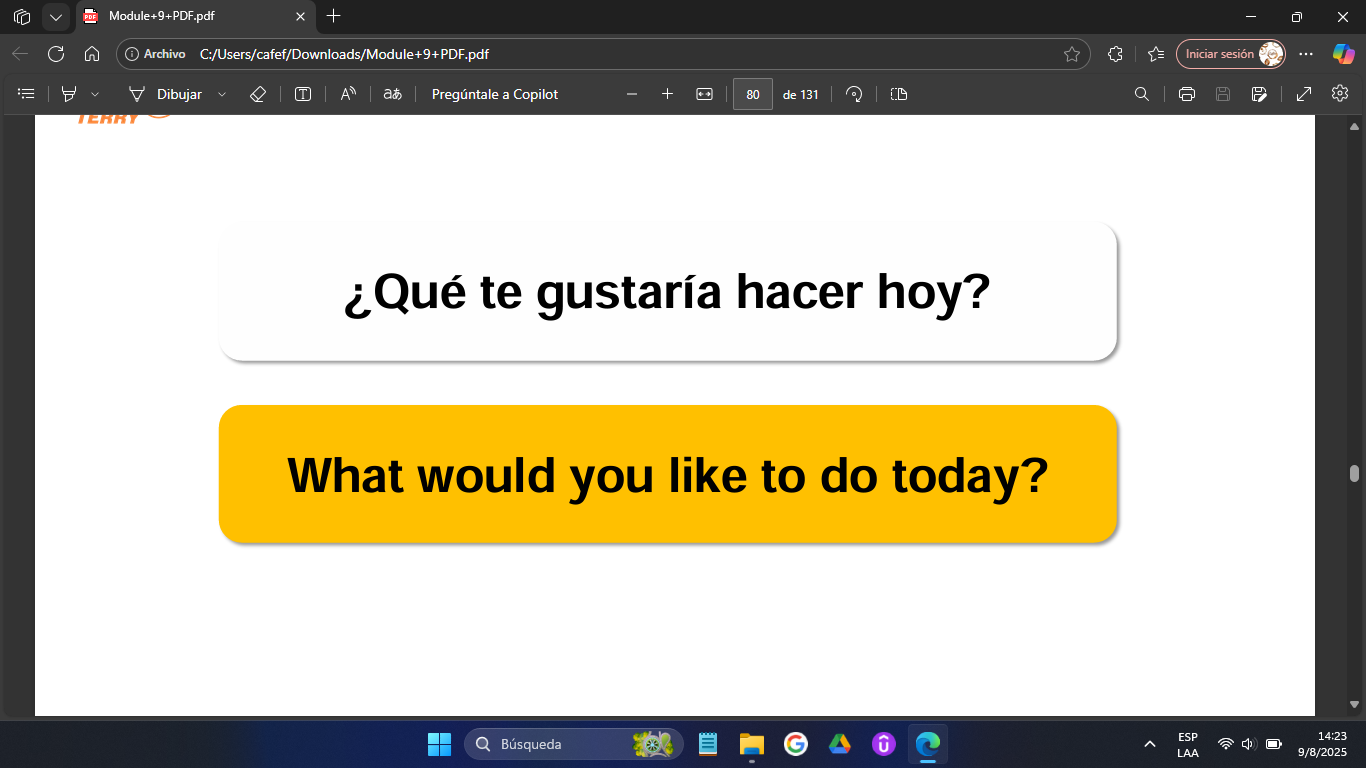 Module+9+PDF.pdf
Archivo C:/Users/cafef/Downloads/Module+9+PDF.pdf Iniciar sesión
Dibujar Pregúntale a Copilot 80 de 131
TERRY
¿Qué te gustaría hacer hoy?
What would you like to do today?
Búsqueda
ESP
LAA
14:23
9/8/2025